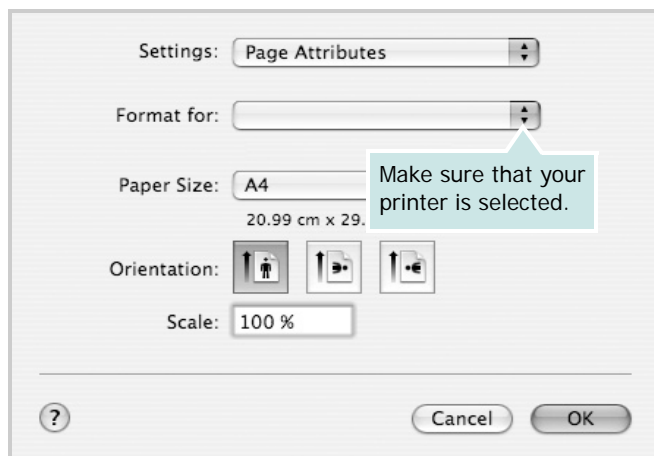 Settings: Page Attributes
Format for:
Make sure that your
printer is selected.
Paper Size: A4
20.99 cm x 29.
Orientation:
Scale: 100 %
? Cancel OK